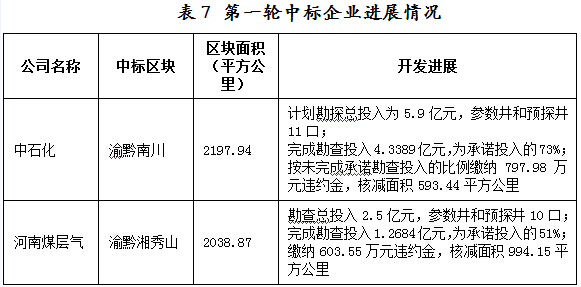 表 7  第一轮中标企业进展情况
公司名称
中标区块
区块面积
（平方公
里）
开发进展
中石化
渝黔南川
2197.94
计划勘探总投入为 5.9 亿元，参数井和预探井
11 口；
完成勘查投入 4.3389 亿元,为承诺投入的 73%；
按未完成承诺勘查投入的比例缴纳 797.98 万
元违约金，核减面积 593.44 平方公里
河南煤层气
渝黔湘秀山
2038.87
勘查总投入 2.5 亿元，参数井和预探井 10 口；
完成勘查投入 1.2684 亿元,为承诺投入的 51%；
缴纳 603.55 万元违约金，核减面积 994.15 平
方公里